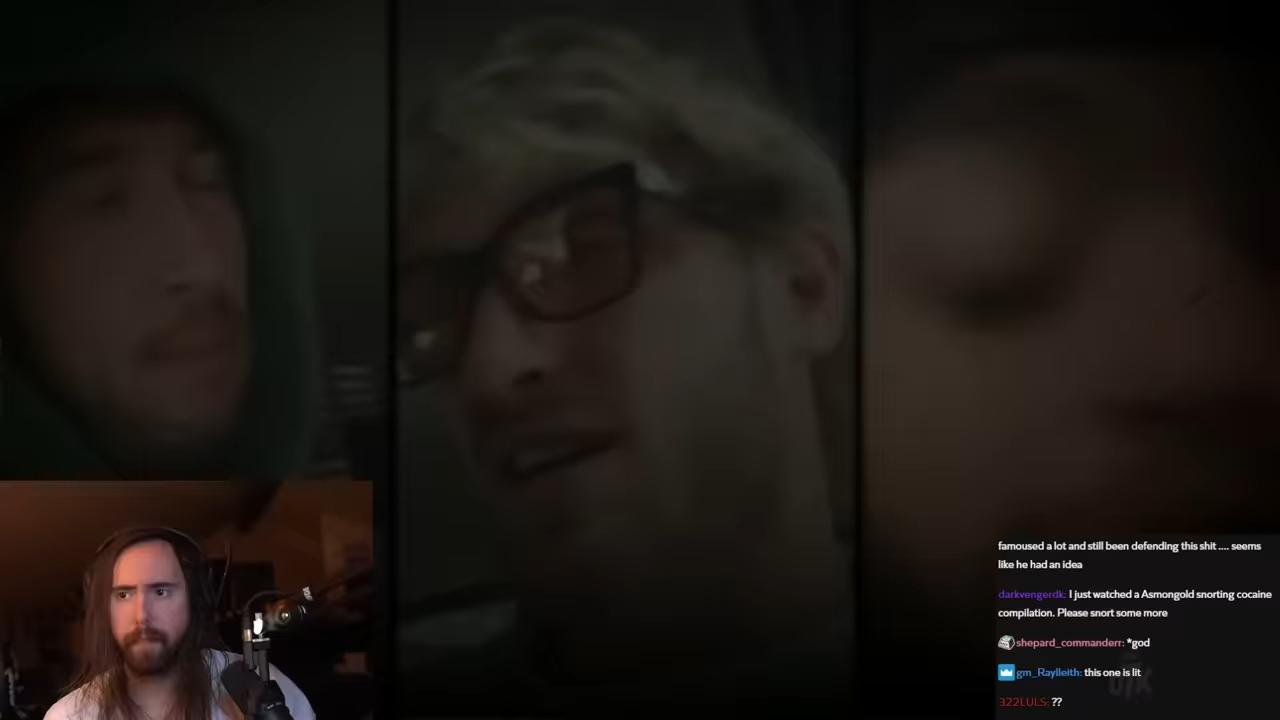 famoused a lot and still been defending this shit .... seems
like he had an idea
darkvengerdk: I just watched a Asmongold snorting cocaine
compilation. Please snort some more
shepard_commanderr: *god
gm_Raylleith: this one is lit
322LULS: ??